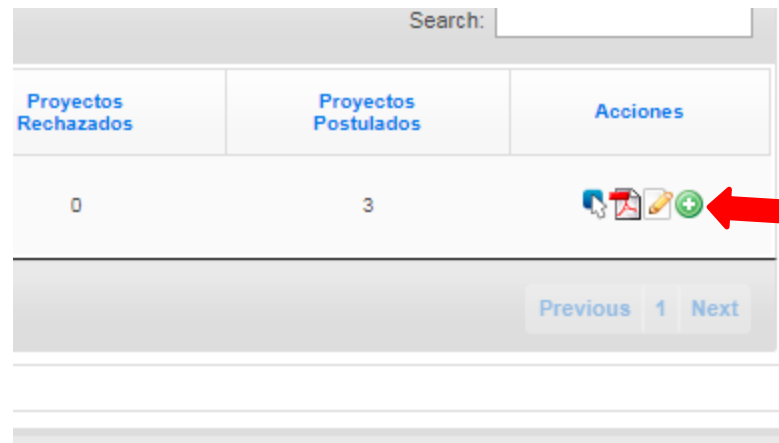 Search:
Proyectos Rechazados
Proyectos Postulados
Acciones
0
3
Previous 1 Next